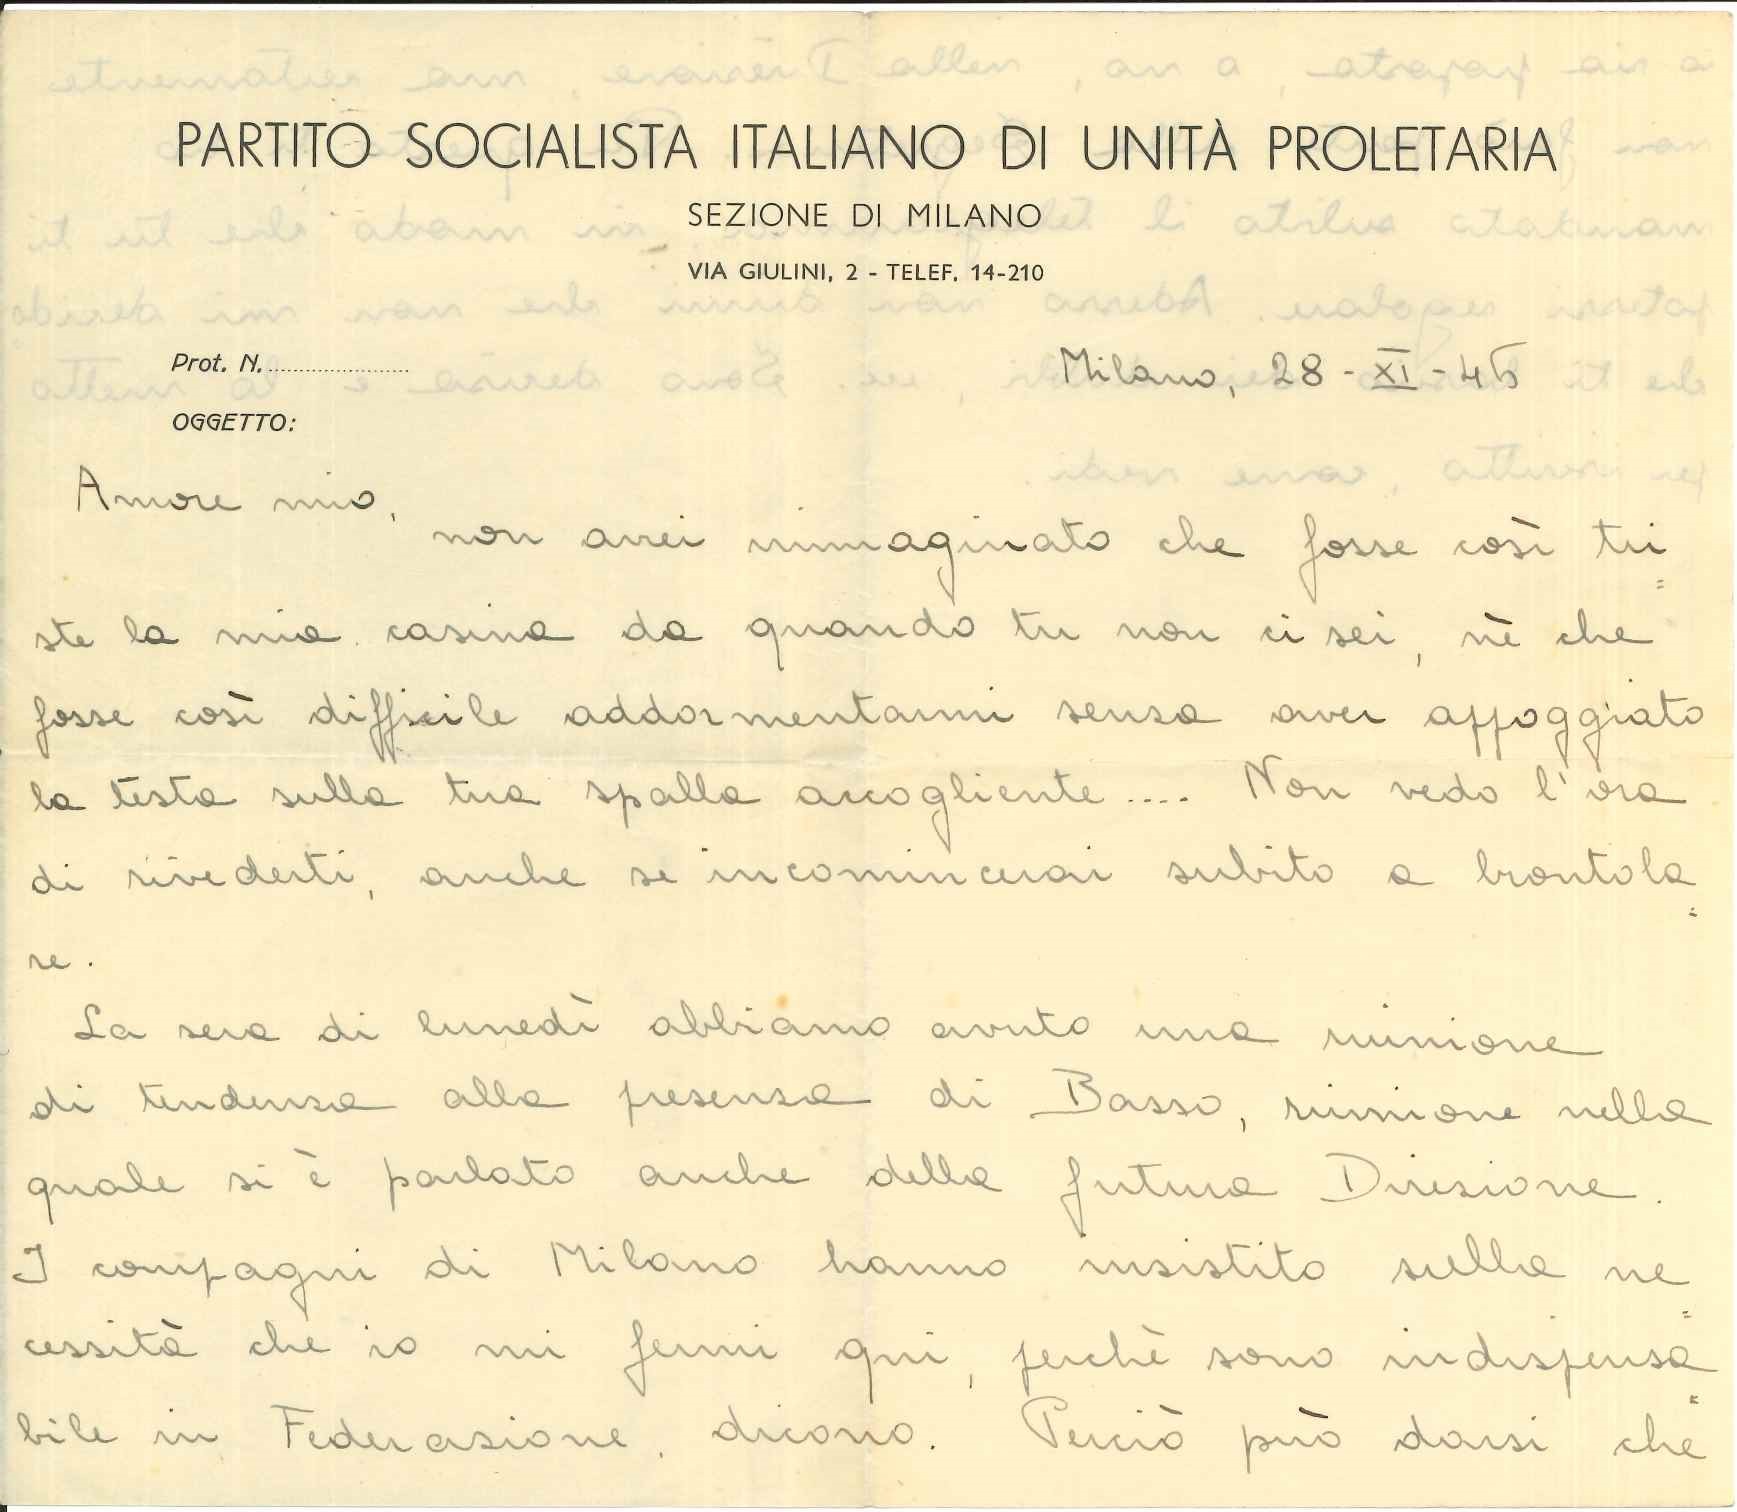 PARTITO SOCIALISTA ITALIANO DI UNITÀ PROLETARIA
SEZIONE DI MILANO
VIA GIULINI, 2 - TELEF. 14-210
Prot. N. ........................
Milano, 28 - XI - 45
OGGETTO:
Amore mio,
non avrei immaginato che fosse così tri=
ste la mia casina da quando tu non ci sei, nè che
fosse così difficile addormentarmi senza aver appoggiato
la testa sulla tua spalla accogliente .... Non vedo l'ora
di rivederti, anche se incomincerai subito a brontola=
re.
La sera di lunedì abbiamo avuto una riunione
di tendenza alla presenza di Basso, riunione nella
quale si è parlato anche della futura Direzione.
I compagni di Milano hanno insistito sulla ne=
cessità che io mi fermi qui, perchè sono indispensa=
bile in Federazione, dicono. Perciò può darsi che